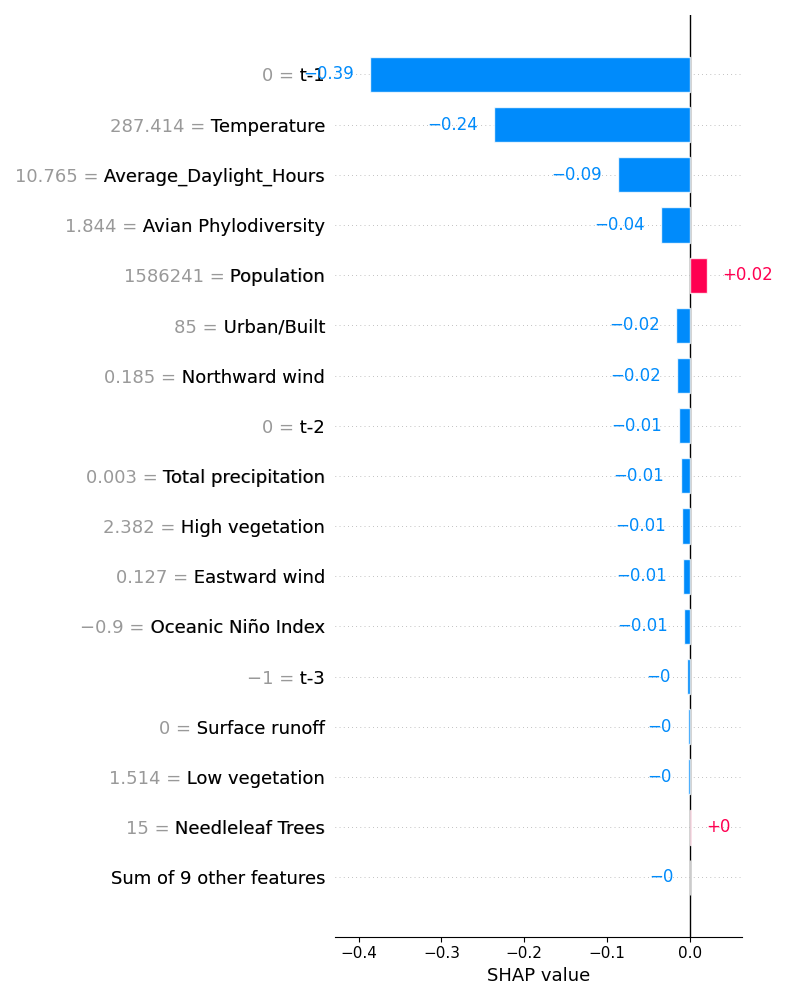 0 = t-1 −0.39
287.414 = Temperature −0.24
10.765 = Average_Daylight_Hours −0.09
1.844 = Avian Phylodiversity −0.04
1586241 = Population +0.02
85 = Urban/Built −0.02
0.185 = Northward wind −0.02
0 = t-2 −0.01
0.003 = Total precipitation −0.01
2.382 = High vegetation −0.01
0.127 = Eastward wind −0.01
−0.9 = Oceanic Niño Index −0.01
−1 = t-3 −0
0 = Surface runoff −0
1.514 = Low vegetation −0
15 = Needleleaf Trees +0
Sum of 9 other features −0
−0.4 −0.3 −0.2 −0.1 0.0
SHAP value